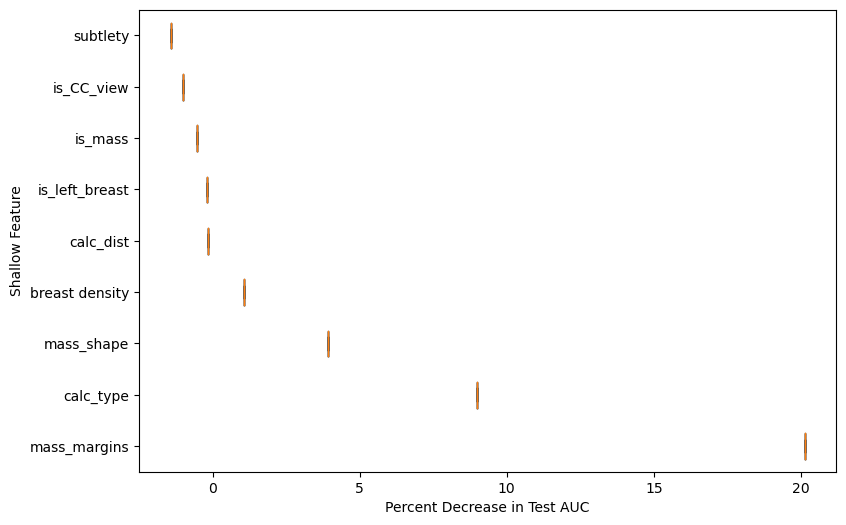 subtlety
is_CC_view
is_mass
is_left_breast
calc_dist
breast density
mass_shape
calc_type
mass_margins
Shallow Feature
0 5 10 15 20
Percent Decrease in Test AUC